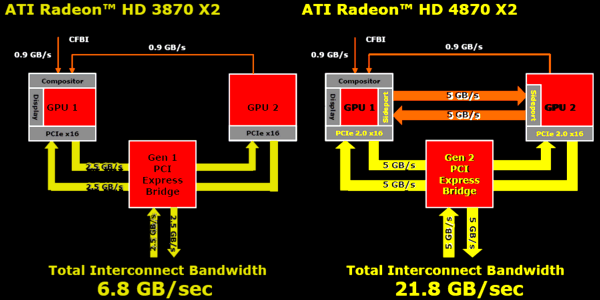 ATI Radeon™ HD 3870 X2
CFBI
0.9 GB/s
0.9 GB/s
Compositor
Display
GPU 1
GPU 2
PCIe x16
PCIe x16
2.5 GB/s
2.5 GB/s
Gen 1
PCI
Express
Bridge
2.5 GB/s
2.5 GB/s
Total Interconnect Bandwidth
6.8 GB/sec
ATI Radeon™ HD 4870 X2
CFBI
0.9 GB/s
0.9 GB/s
Compositor
Display
GPU 1
Sideport
5 GB/s
5 GB/s
Sideport
GPU 2
PCIe 2.0 x16
PCIe 2.0 x16
5 GB/s
5 GB/s
Gen 2
PCI
Express
Bridge
5 GB/s
5 GB/s
Total Interconnect Bandwidth
21.8 GB/sec